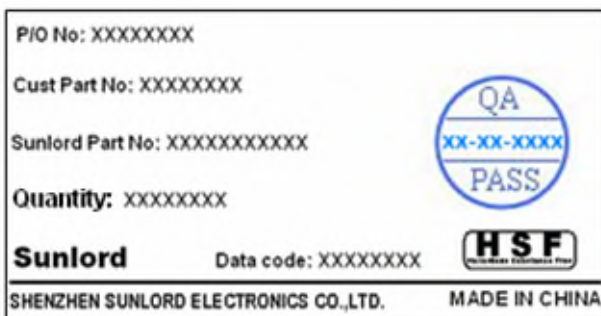 P/O No: XXXXXXXX
Cust Part No: XXXXXXXX
Sunlord Part No: XXXXXXXXXXX
Quantity: XXXXXXXX
QA
XX-XX-XXXX
PASS
Sunlord Data code: XXXXXXXX
HSF
SHENZHEN SUNLORD ELECTRONICS CO.,LTD. MADE IN CHINA